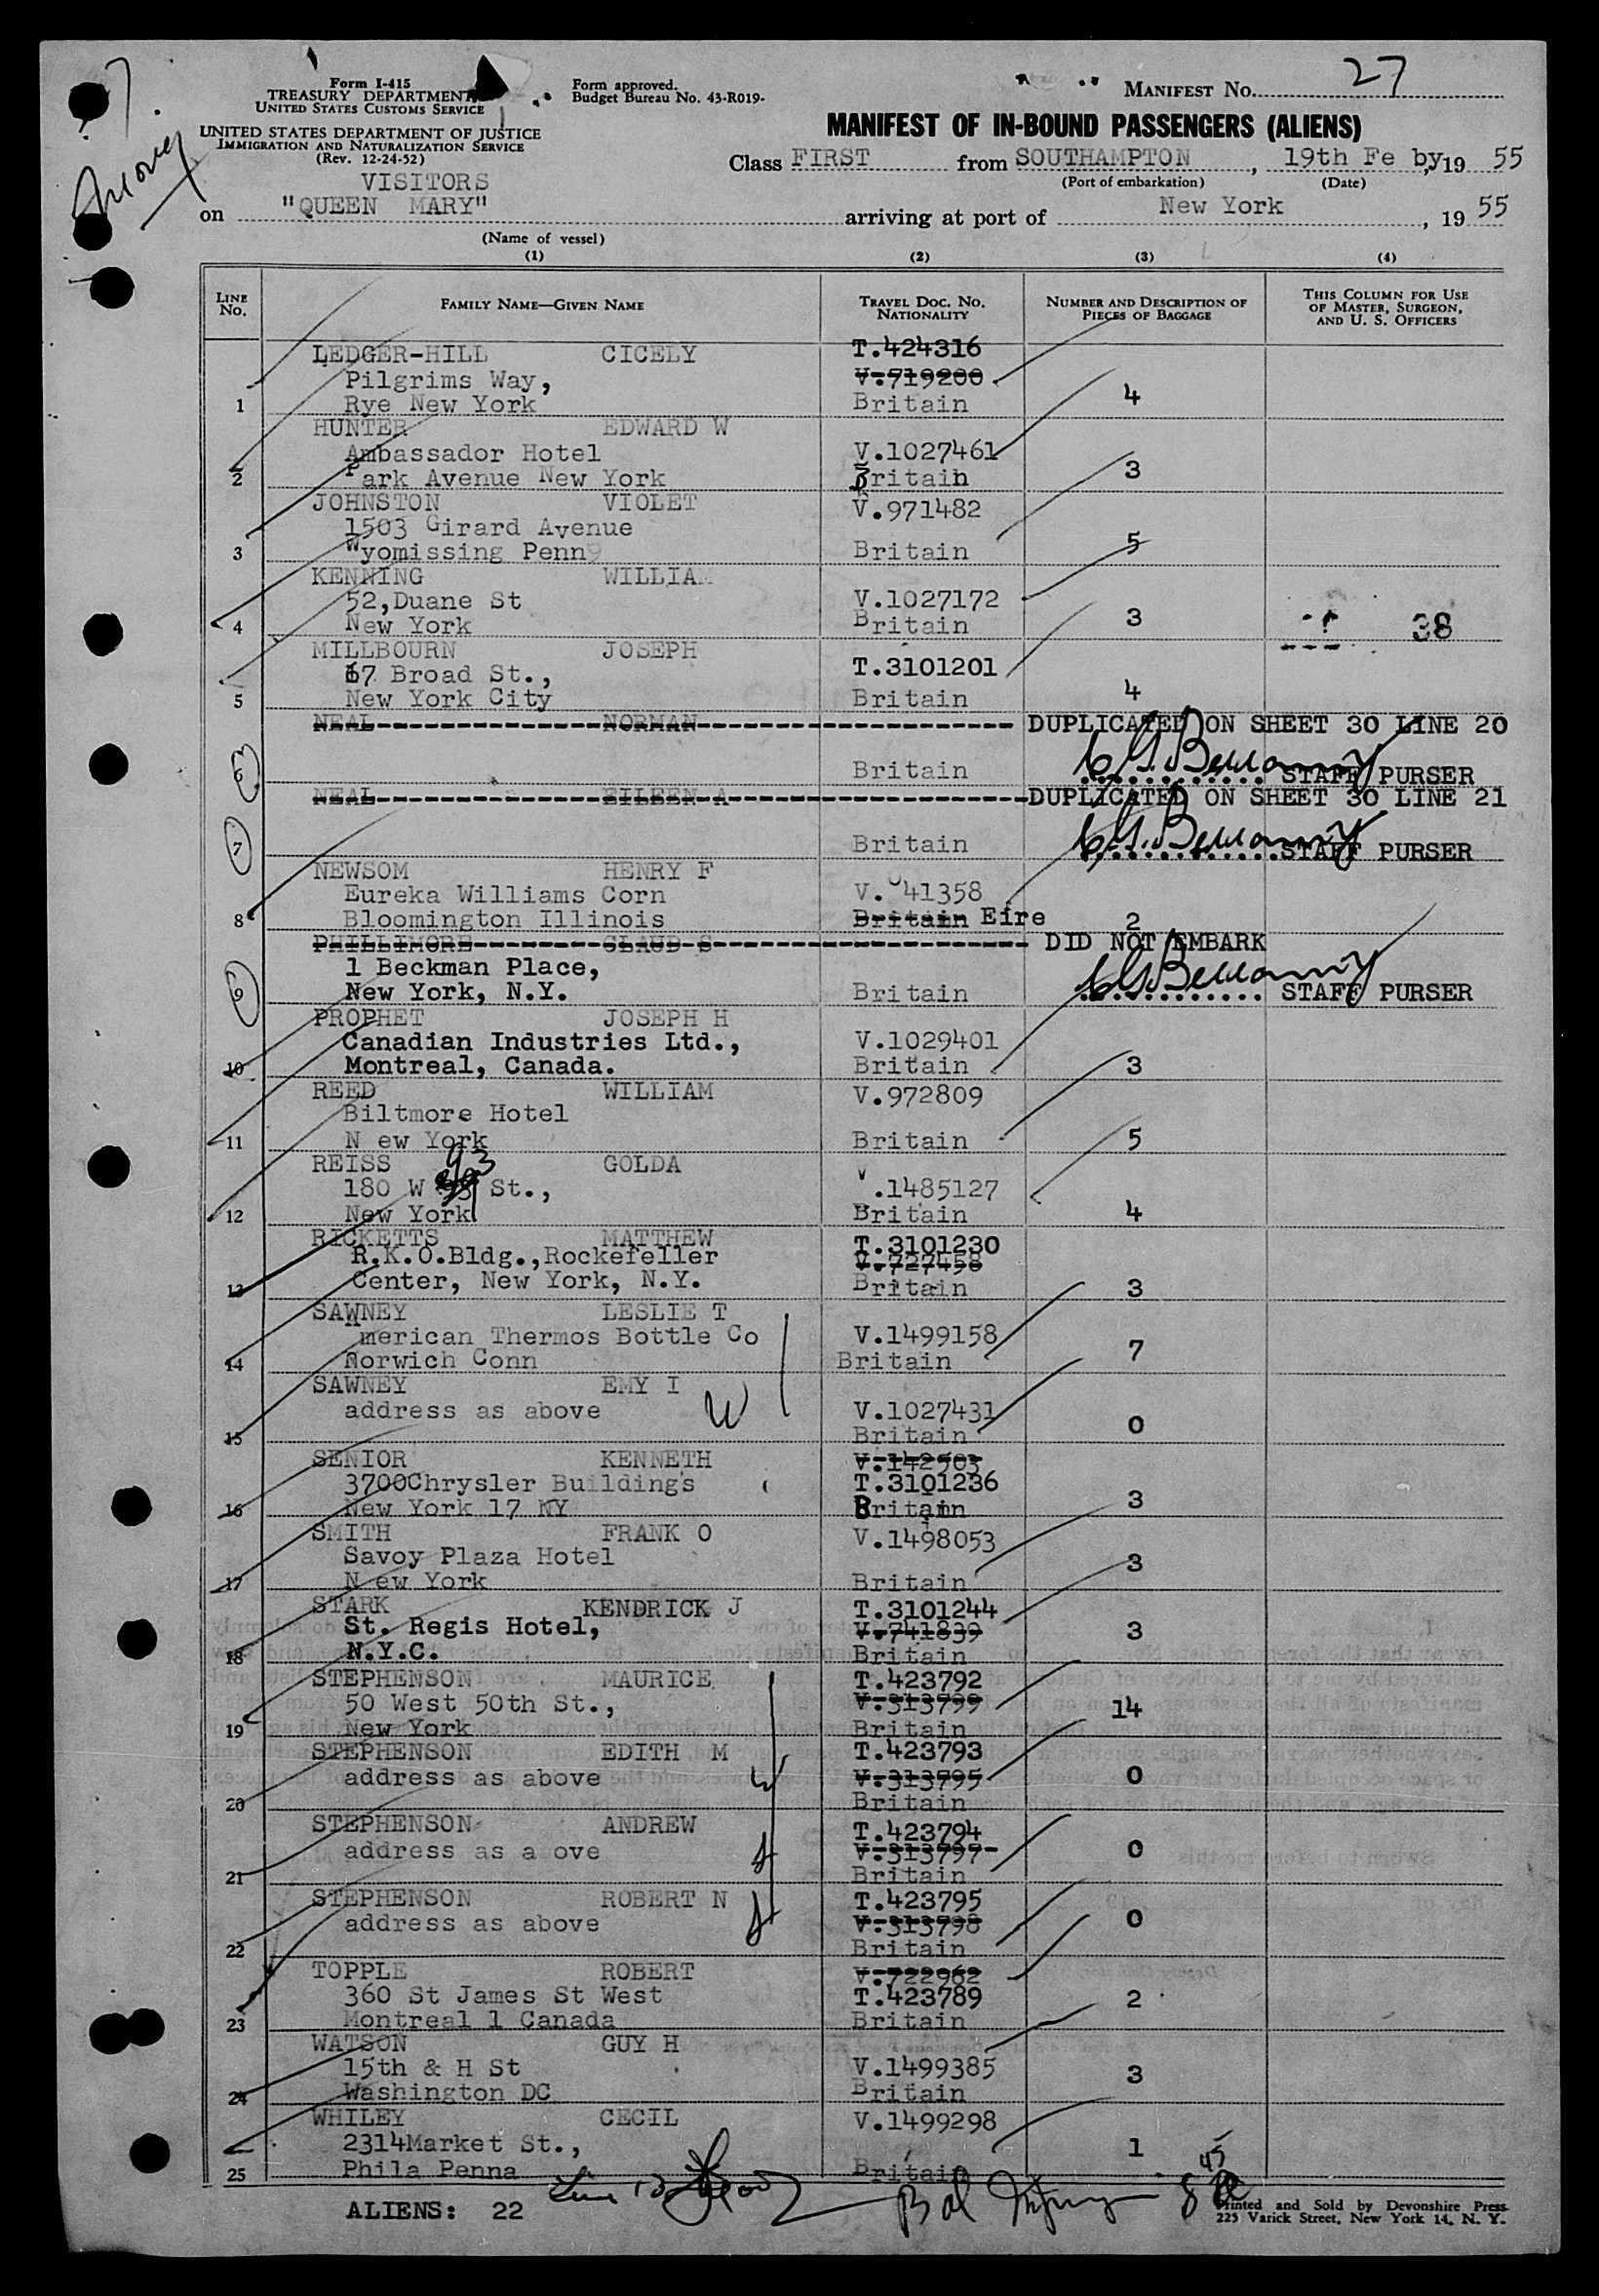 Form I-415
TREASURY DEPARTMENT
UNITED STATES CUSTOMS SERVICE
Form approved.
Budget Bureau No. 43-R019-
MANIFEST No. 27
UNITED STATES DEPARTMENT OF JUSTICE
IMMIGRATION AND NATURALIZATION SERVICE
(Rev. 12-24-52)
MANIFEST OF IN-BOUND PASSENGERS (ALIENS)
Class FIRST from SOUTHAMPTON, 19th Fe by, 19 55
(Port of embarkation) (Date)
VISITORS
on "QUEEN MARY" arriving at port of New York, 19 55
(Name of vessel)
(1) (2) (3) (4)
LINE No. FAMILY NAME—GIVEN NAME TRAVEL DOC. NO. NATIONALITY NUMBER AND DESCRIPTION OF PIECES OF BAGGAGE THIS COLUMN FOR USE OF MASTER, SURGEON, AND U. S. OFFICERS
LEDGER-HILL CICELY T.424316
Pilgrims Way, V.719200
1 Rye New York Britain 4
HUNTER EDWARD W
Ambassador Hotel V.1027461
2 Park Avenue New York Britain 3
JOHNSTON VIOLET V.971482
1503 Girard Avenue
3 Wyomissing Penn Britain 5
KENNING WILLIAM
52,Duane St V.1027172
4 New York Britain 3 38
MILLBOURN JOSEPH
67 Broad St., T.3101201
5 New York City Britain 4
NEAL NORMAN DUPLICATED ON SHEET 30 LINE 20
6 Britain STAFF PURSER
NEAL EILEEN A DUPLICATED ON SHEET 30 LINE 21
7 Britain STAFF PURSER
NEWSOM HENRY F
Eureka Williams Corn V. 041358
8 Bloomington Illinois Britain Eire 2
PHILLIMORE CLAUD S DID NOT EMBARK
1 Beckman Place,
9 New York, N.Y. Britain STAFF PURSER
PROPHET JOSEPH H
Canadian Industries Ltd., V.1029401
10 Montreal, Canada. Britain 3
REED WILLIAM V.972809
Biltmore Hotel
11 N ew York Britain 5
REISS GOLDA
180 W 93 St., V.1485127
12 New York Britain 4
RICKETTS MATTHEW T.3101230
R.K.O.Bldg.,Rockefeller V.727458
13 Center, New York, N.Y. Britain 3
SAWNEY LESLIE T
American Thermos Bottle Co V.1499158
14 Norwich Conn Britain 7
SAWNEY EMY I
address as above W V.1027431
15 Britain 0
SENIOR KENNETH V.142503
3700Chrysler Buildings T.3101236
16 New York 17 NY Britain 3
SMITH FRANK O V.1498053
Savoy Plaza Hotel
17 N ew York Britain 3
STARK KENDRICK J T.3101244
St. Regis Hotel, V.741839
18 N.Y.C. Britain 3
STEPHENSON MAURICE T.423792
50 West 50th St., V.313799
19 New York Britain 14
STEPHENSON EDITH M T.423793
address as above W V.313795
20 Britain 0
STEPHENSON ANDREW T.423794
address as a ove V.313797
21 Britain 0
STEPHENSON ROBERT N T.423795
address as above V.313798
22 Britain 0
TOPPLE ROBERT V.722962
360 St James St West T.423789
23 Montreal 1 Canada Britain 2
WATSON GUY H
15th & H St V.1499385
24 Washington DC Britain 3
WHILEY CECIL V.1499298
2314Market St.,
25 Phila Penna Britain 1
ALIENS: 22
Printed and Sold by Devonshire Press
225 Varick Street, New York 14, N. Y.